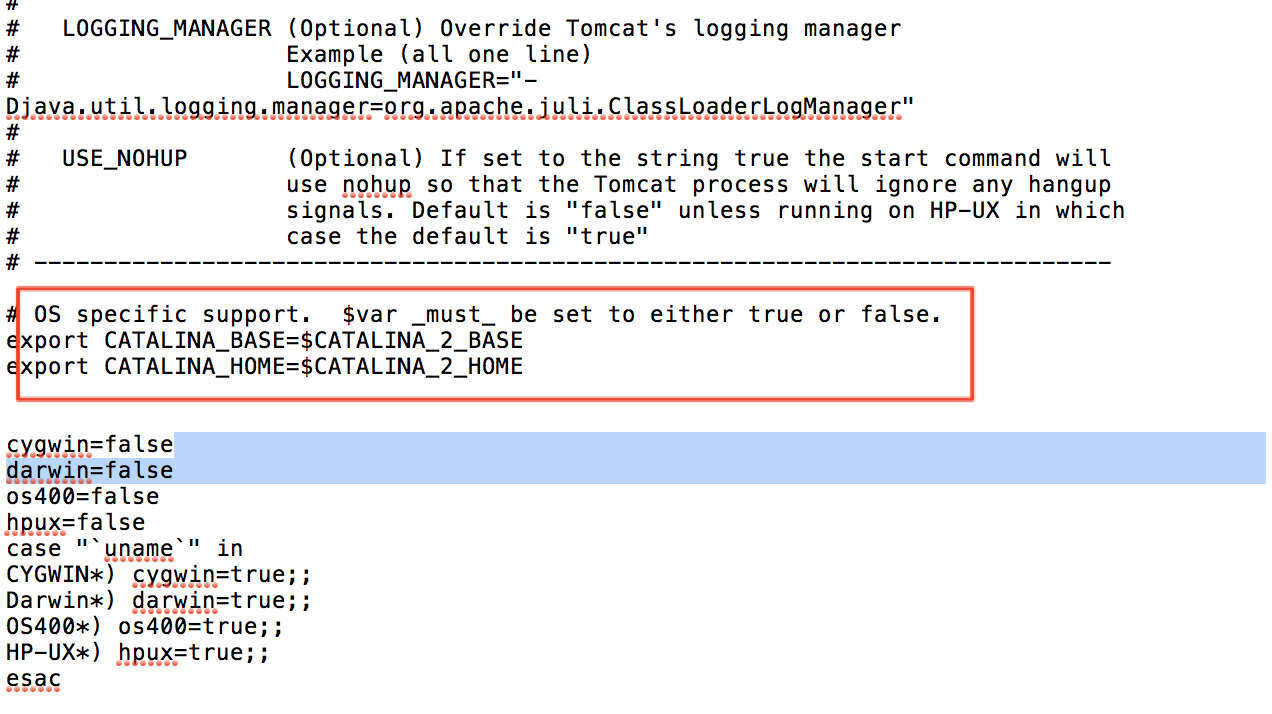 #
#   LOGGING_MANAGER (Optional) Override Tomcat's logging manager
#                   Example (all one line)
#                   LOGGING_MANAGER="-
Djava.util.logging.manager=org.apache.juli.ClassLoaderLogManager"
#
#   USE_NOHUP       (Optional) If set to the string true the start command will
#                   use nohup so that the Tomcat process will ignore any hangup
#                   signals. Default is "false" unless running on HP-UX in which
#                   case the default is "true"
# -----------------------------------------------------------------------------
# OS specific support.  $var _must_ be set to either true or false.
export CATALINA_BASE=$CATALINA_2_BASE
export CATALINA_HOME=$CATALINA_2_HOME
cygwin=false
darwin=false
os400=false
hpux=false
case "`uname`" in
CYGWIN*) cygwin=true;;
Darwin*) darwin=true;;
OS400*) os400=true;;
HP-UX*) hpux=true;;
esac